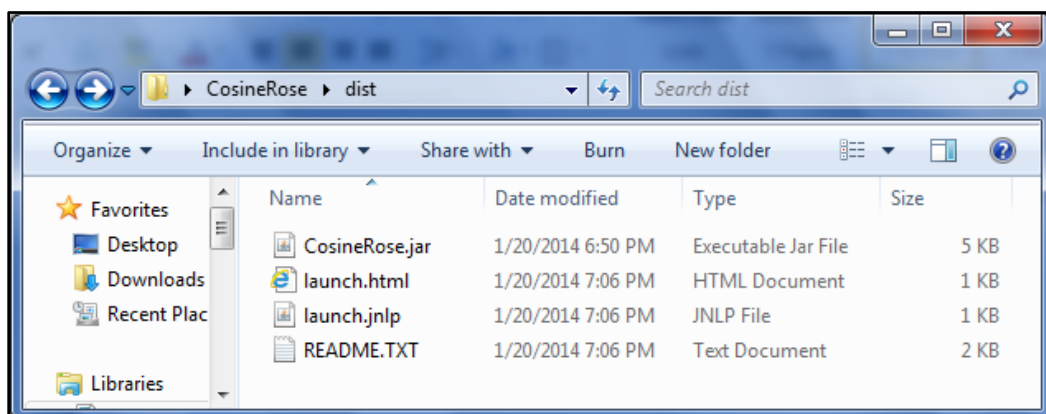 CosineRose dist
Search dist
Organize Include in library Share with Burn New folder
Name Date modified Type Size
Favorites
Desktop
Downloads
Recent Plac
Libraries
CosineRose.jar 1/20/2014 6:50 PM Executable Jar File 5 KB
launch.html 1/20/2014 7:06 PM HTML Document 1 KB
launch.jnlp 1/20/2014 7:06 PM JNLP File 1 KB
README.TXT 1/20/2014 7:06 PM Text Document 2 KB